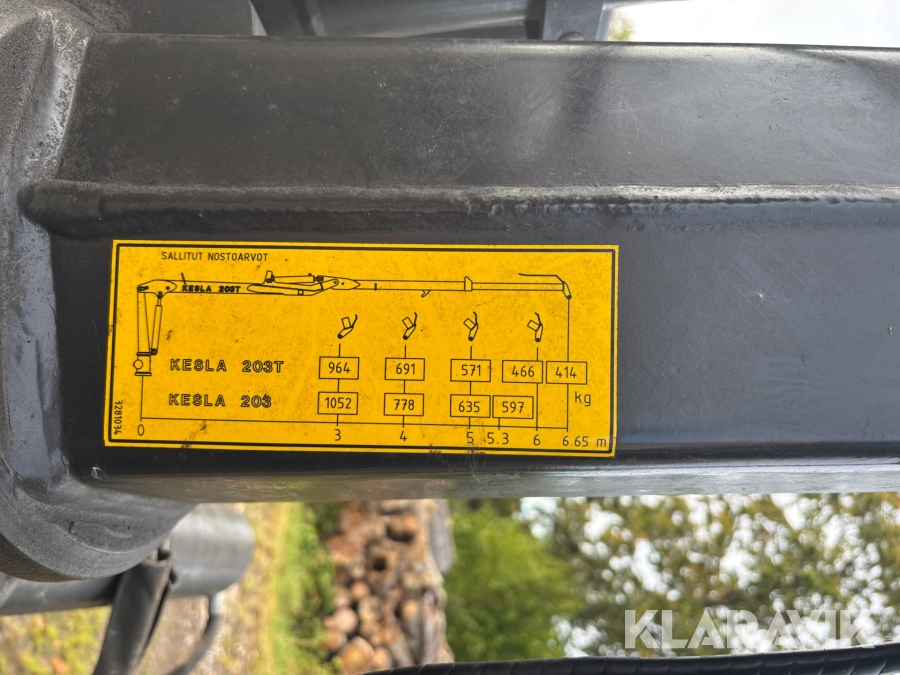 SALLITUT NOSTOARVOT
KESLA 203T
KESLA 203T 964 691 571 466 414
kg
KESLA 203 1052 778 635 597
3281034
0 3 4 5 5.3 6 6.65 m
KLARAVIK